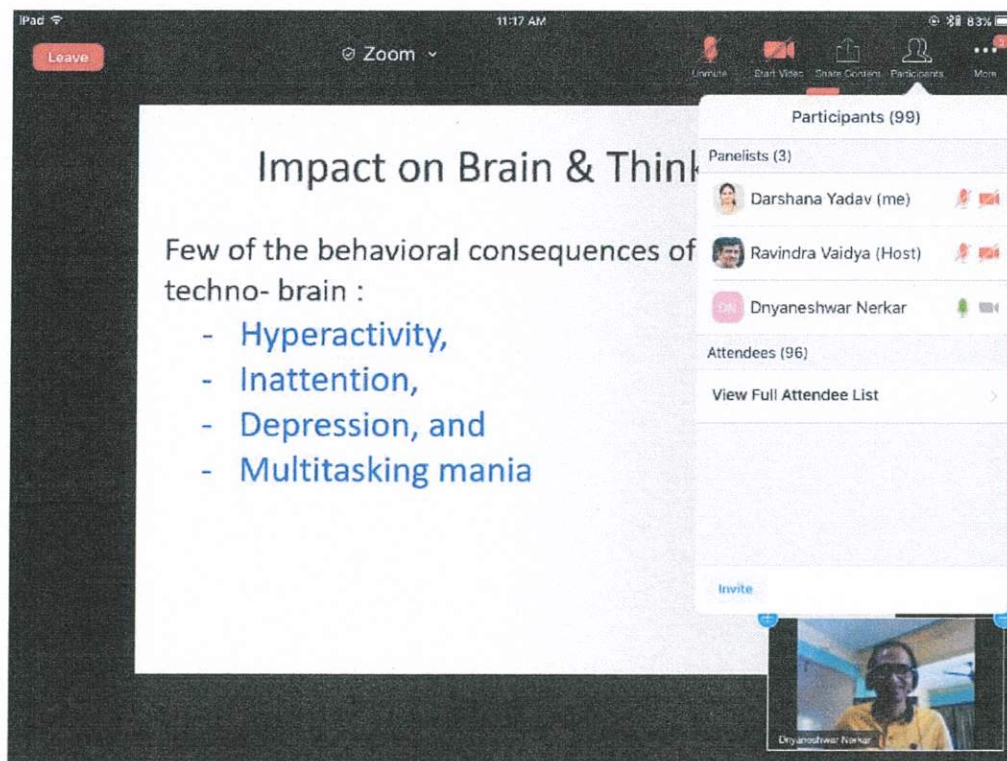 iPad
11:17 AM
83%
Leave
Zoom
Unmute
Start Video
Share Content
Participants
More
Participants (99)
Impact on Brain & Think
Panelists (3)
Darshana Yadav (me)
Few of the behavioral consequences of
Ravindra Vaidya (Host)
techno- brain :
DN
Dnyaneshwar Nerkar
- Hyperactivity,
Attendees (96)
- Inattention,
View Full Attendee List
- Depression, and
- Multitasking mania
Invite
Dnyaneshwar Nerkar